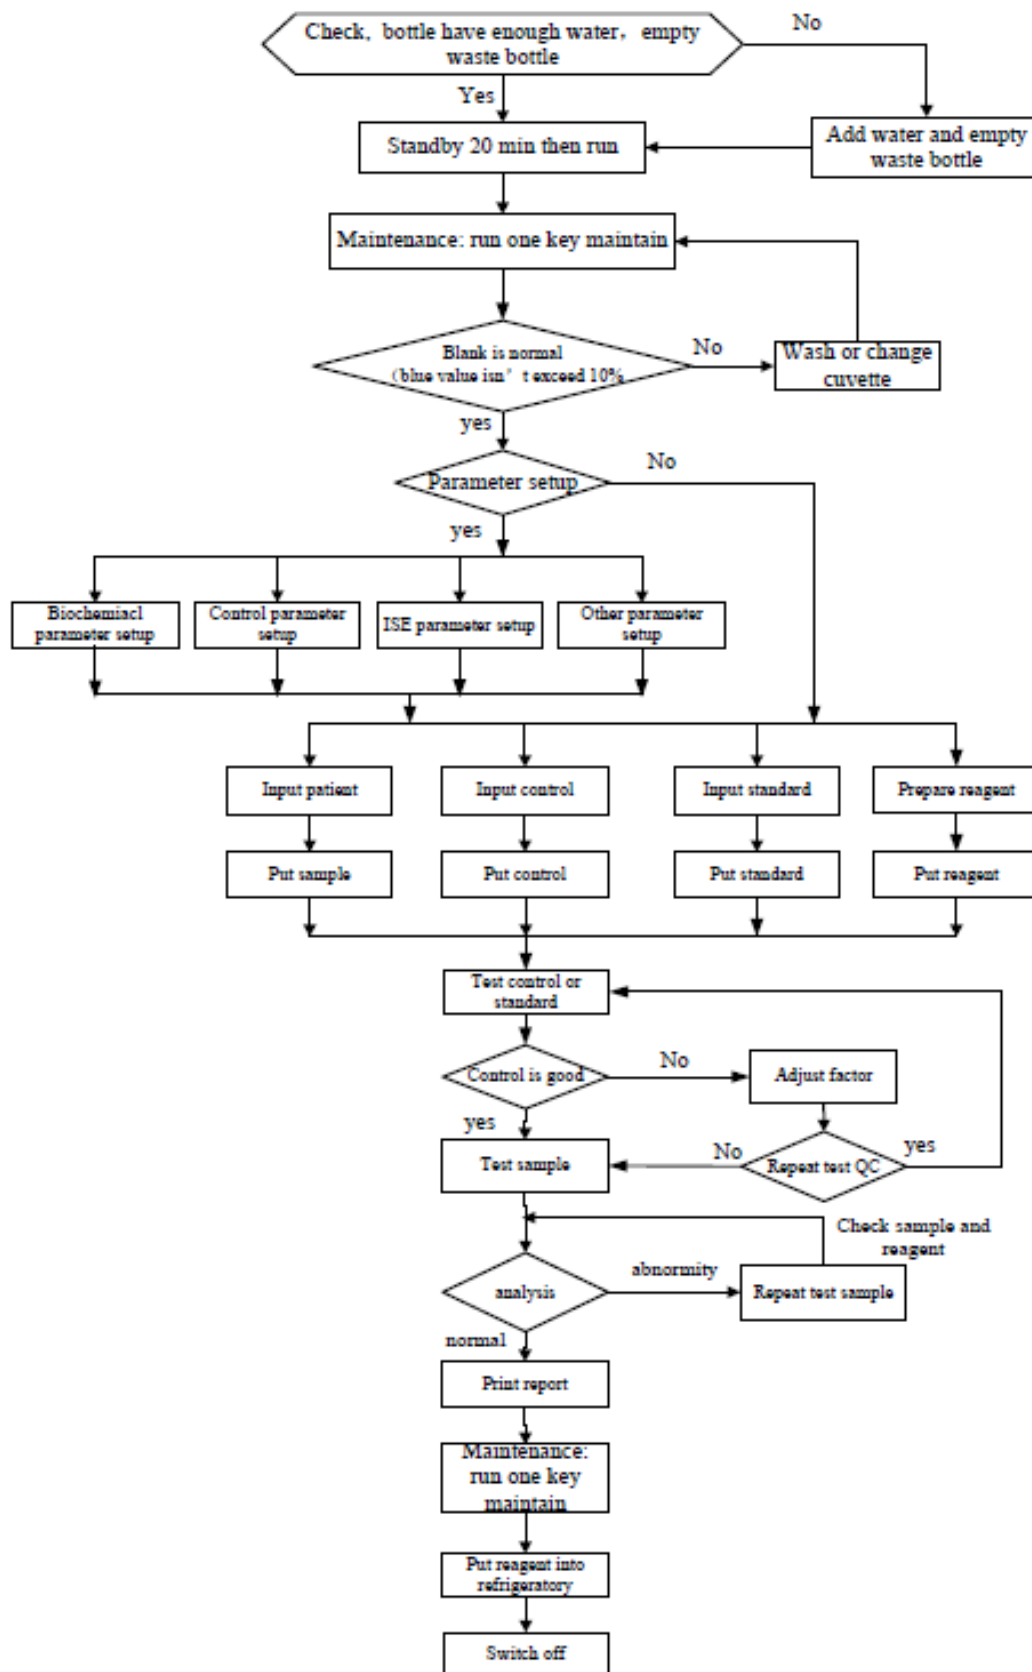 Check, bottle have enough water, empty
waste bottle
No
Yes
Standby 20 min then run
Add water and empty
waste bottle
Maintenance: run one key maintain
Blank is normal
(blue value isn't exceed 10%
No
Wash or change
cuvette
yes
Parameter setup
No
yes
Biochemiacl
parameter setup
Control parameter
setup
ISE parameter setup
Other parameter
setup
Input patient
Input control
Input standard
Prepare reagent
Put sample
Put control
Put standard
Put reagent
Test control or
standard
Control is good
No
Adjust factor
yes
Test sample
No
Repeat test QC
yes
Check sample and
reagent
analysis
abnormity
Repeat test sample
normal
Print report
Maintenance:
run one key
maintain
Put reagent into
refrigeratory
Switch off